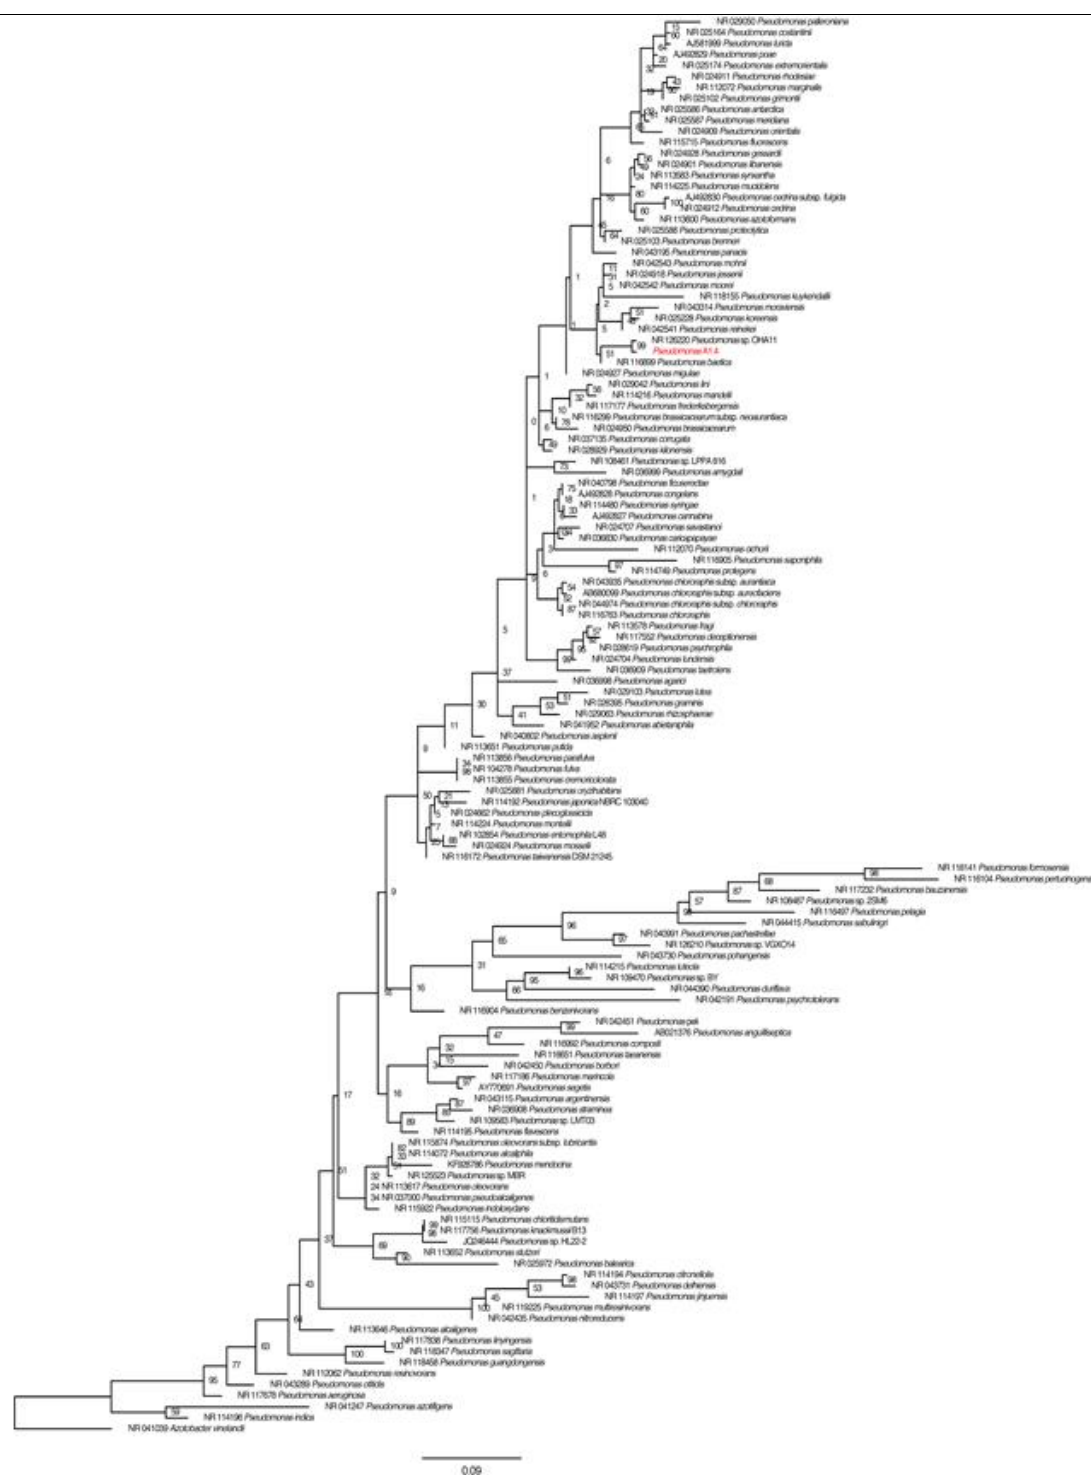 NR 029050 Pseudomonas palleroniana
NR 025164 Pseudomonas costantinii
AJ581999 Pseudomonas lurida
AJ492829 Pseudomonas poae
NR 025174 Pseudomonas extremorientalis
NR 024911 Pseudomonas rhodesiae
NR 112072 Pseudomonas marginalis
NR 025102 Pseudomonas grimontii
NR 025586 Pseudomonas antarctica
NR 025587 Pseudomonas meridiana
NR 024909 Pseudomonas orientalis
NR 115715 Pseudomonas fluorescens
NR 024928 Pseudomonas gessardii
NR 024901 Pseudomonas libanensis
NR 113583 Pseudomonas synxantha
NR 114225 Pseudomonas mucidolens
AJ492830 Pseudomonas cedrina subsp. fulgida
NR 024912 Pseudomonas cedrina
NR 113600 Pseudomonas azotoformans
NR 025588 Pseudomonas proteolytica
NR 025103 Pseudomonas brenneri
NR 043195 Pseudomonas panacis
NR 042543 Pseudomonas mohnii
NR 024918 Pseudomonas jessenii
NR 042542 Pseudomonas moorei
NR 118155 Pseudomonas kuykendallii
NR 043314 Pseudomonas moraviensis
NR 025228 Pseudomonas koreensis
NR 042541 Pseudomonas reinekei
NR 126220 Pseudomonas sp. OHA11
Pseudomonas A1.4
NR 116899 Pseudomonas baetica
NR 024927 Pseudomonas migulae
NR 029042 Pseudomonas lini
NR 114216 Pseudomonas mandelii
NR 117177 Pseudomonas frederiksbergensis
NR 116299 Pseudomonas brassicacearum subsp. neoaurantiaca
NR 024950 Pseudomonas brassicacearum
NR 037135 Pseudomonas corrugata
NR 028929 Pseudomonas kilonensis
NR 108461 Pseudomonas sp. LPPA 816
NR 036999 Pseudomonas amygdali
NR 040798 Pseudomonas ficuserectae
AJ492828 Pseudomonas congelans
NR 114480 Pseudomonas syringae
AJ492827 Pseudomonas cannabina
NR 024707 Pseudomonas savastanoi
NR 036830 Pseudomonas caricapapayae
NR 112070 Pseudomonas cichorii
NR 116905 Pseudomonas saponiphila
NR 114749 Pseudomonas protegens
NR 043935 Pseudomonas chlororaphis subsp. aurantiaca
AB680099 Pseudomonas chlororaphis subsp. aureofaciens
NR 044974 Pseudomonas chlororaphis subsp. chlororaphis
NR 116763 Pseudomonas chlororaphis
NR 113578 Pseudomonas fragi
NR 117552 Pseudomonas deceptionensis
NR 028619 Pseudomonas psychrophila
NR 024704 Pseudomonas lundensis
NR 036909 Pseudomonas taetrolens
NR 036998 Pseudomonas agarici
NR 029103 Pseudomonas lutea
NR 026395 Pseudomonas graminis
NR 029063 Pseudomonas rhizosphaerae
NR 041952 Pseudomonas abietaniphila
NR 040802 Pseudomonas asplenii
NR 113651 Pseudomonas putida
NR 113856 Pseudomonas parafulva
NR 104278 Pseudomonas fulva
NR 113855 Pseudomonas cremoricolorata
NR 025881 Pseudomonas oryzihabitans
NR 114192 Pseudomonas japonica NBRC 103040
NR 024662 Pseudomonas plecoglossicida
NR 114224 Pseudomonas monteilii
NR 102854 Pseudomonas entomophila L48
NR 024924 Pseudomonas mosselii
NR 116172 Pseudomonas taiwanensis DSM 21245
NR 118141 Pseudomonas formosensis
NR 118104 Pseudomonas pertucinogena
NR 117232 Pseudomonas bauzanensis
NR 108487 Pseudomonas sp. 2SM6
NR 118497 Pseudomonas pelagia
NR 044415 Pseudomonas sabulinigri
NR 043991 Pseudomonas pachastrellae
NR 126210 Pseudomonas sp. VGXO14
NR 043730 Pseudomonas pohangensis
NR 114215 Pseudomonas luteola
NR 109470 Pseudomonas sp. BY
NR 044390 Pseudomonas duriflava
NR 042191 Pseudomonas psychrotolerans
NR 116904 Pseudomonas benzenivorans
NR 042451 Pseudomonas peli
AB021376 Pseudomonas anguilliseptica
NR 116992 Pseudomonas composti
NR 116651 Pseudomonas taeanensis
NR 042450 Pseudomonas borbori
NR 117186 Pseudomonas marincola
AY770691 Pseudomonas segetis
NR 043115 Pseudomonas argentinensis
NR 036908 Pseudomonas straminea
NR 109583 Pseudomonas sp. LMT03
NR 114195 Pseudomonas flavescens
NR 115874 Pseudomonas oleovorans subsp. lubricantis
NR 114072 Pseudomonas alcaliphila
KF928786 Pseudomonas mendocina
NR 125523 Pseudomonas sp. MBR
NR 113617 Pseudomonas oleovorans
NR 037000 Pseudomonas pseudoalcaligenes
NR 115922 Pseudomonas indoloxydans
NR 115115 Pseudomonas chloritidismutans
NR 117756 Pseudomonas knackmussii B13
JQ246444 Pseudomonas sp. HL22-2
NR 113652 Pseudomonas stutzeri
NR 025972 Pseudomonas balearica
NR 114194 Pseudomonas citronellolis
NR 043731 Pseudomonas delhiensis
NR 114197 Pseudomonas jinjuensis
NR 119225 Pseudomonas multiresinivorans
NR 042435 Pseudomonas nitroreducens
NR 113646 Pseudomonas alcaligenes
NR 117836 Pseudomonas linyingensis
NR 118347 Pseudomonas sagittaria
NR 118458 Pseudomonas guangdongensis
NR 112062 Pseudomonas resinovorans
NR 043289 Pseudomonas otitidis
NR 117678 Pseudomonas aeruginosa
NR 041247 Pseudomonas azotifigens
NR 114196 Pseudomonas indica
NR 041039 Azotobacter vinelandii
0.09